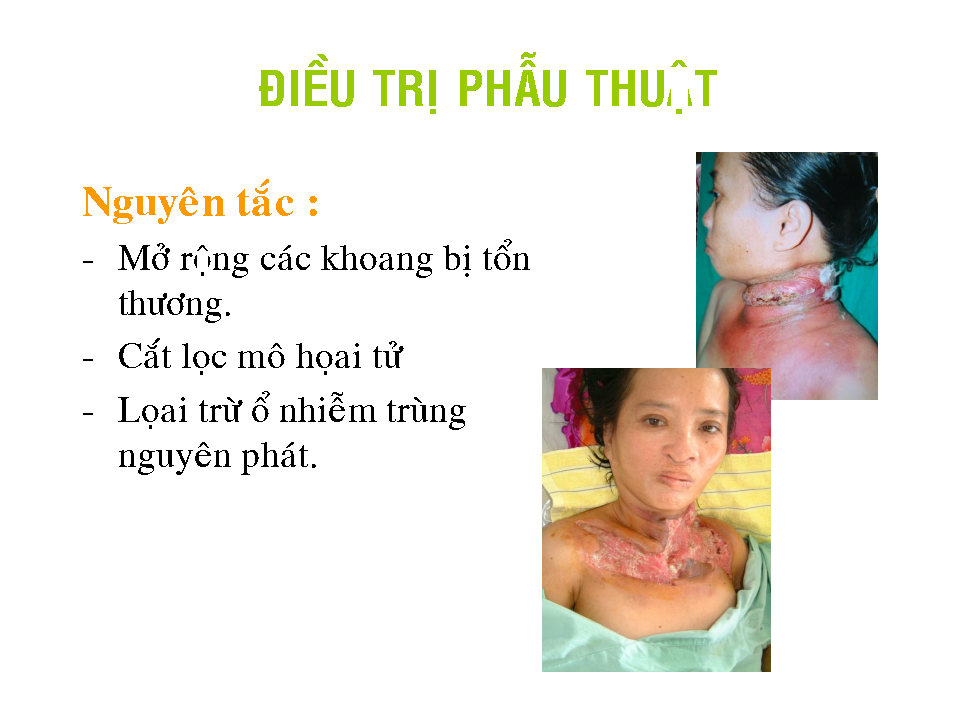 ĐIỀU TRỊ PHẪU THUẬT
Nguyên tắc :
- Mở rộng các khoang bị tổn
thương.
- Cắt lọc mô họai tử
- Lọai trừ ổ nhiễm trùng
nguyên phát.